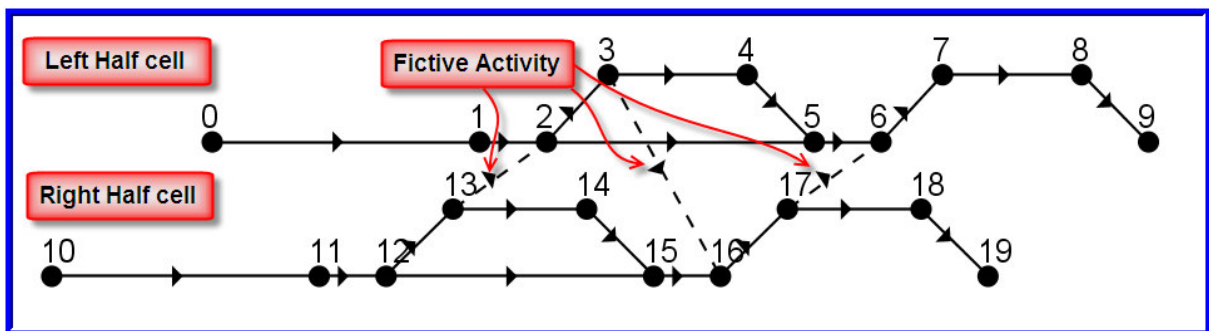 Left Half cell
Fictive Activity
3 4 7 8
0 1 2 5 6 9
Right Half cell
13 14 17 18
10 11 12 15 16 19